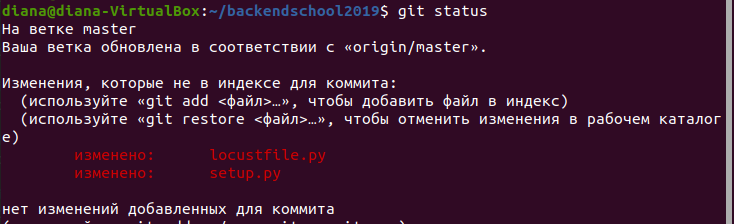 diana@diana-VirtualBox:~/backendschool2019$ git status
На ветке master
Ваша ветка обновлена в соответствии с «origin/master».
Изменения, которые не в индексе для коммита:
(используйте «git add <файл>…», чтобы добавить файл в индекс)
(используйте «git restore <файл>…», чтобы отменить изменения в рабочем каталог
е)
изменено: locustfile.py
изменено: setup.py
нет изменений добавленных для коммита